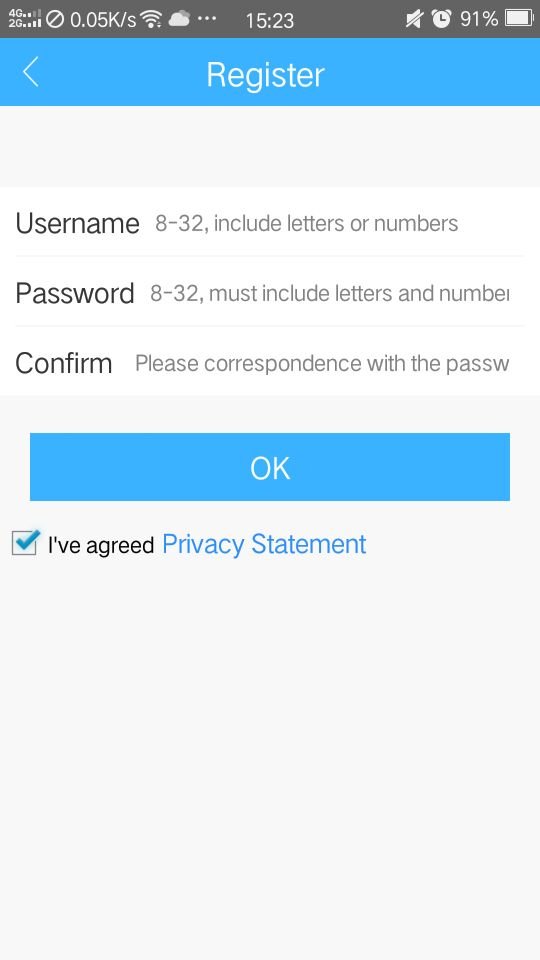 4G 2G 0.05K/s ... 15:23 91%
Register
Username 8-32, include letters or numbers
Password 8-32, must include letters and number
Confirm Please correspondence with the passw
OK
I've agreed Privacy Statement